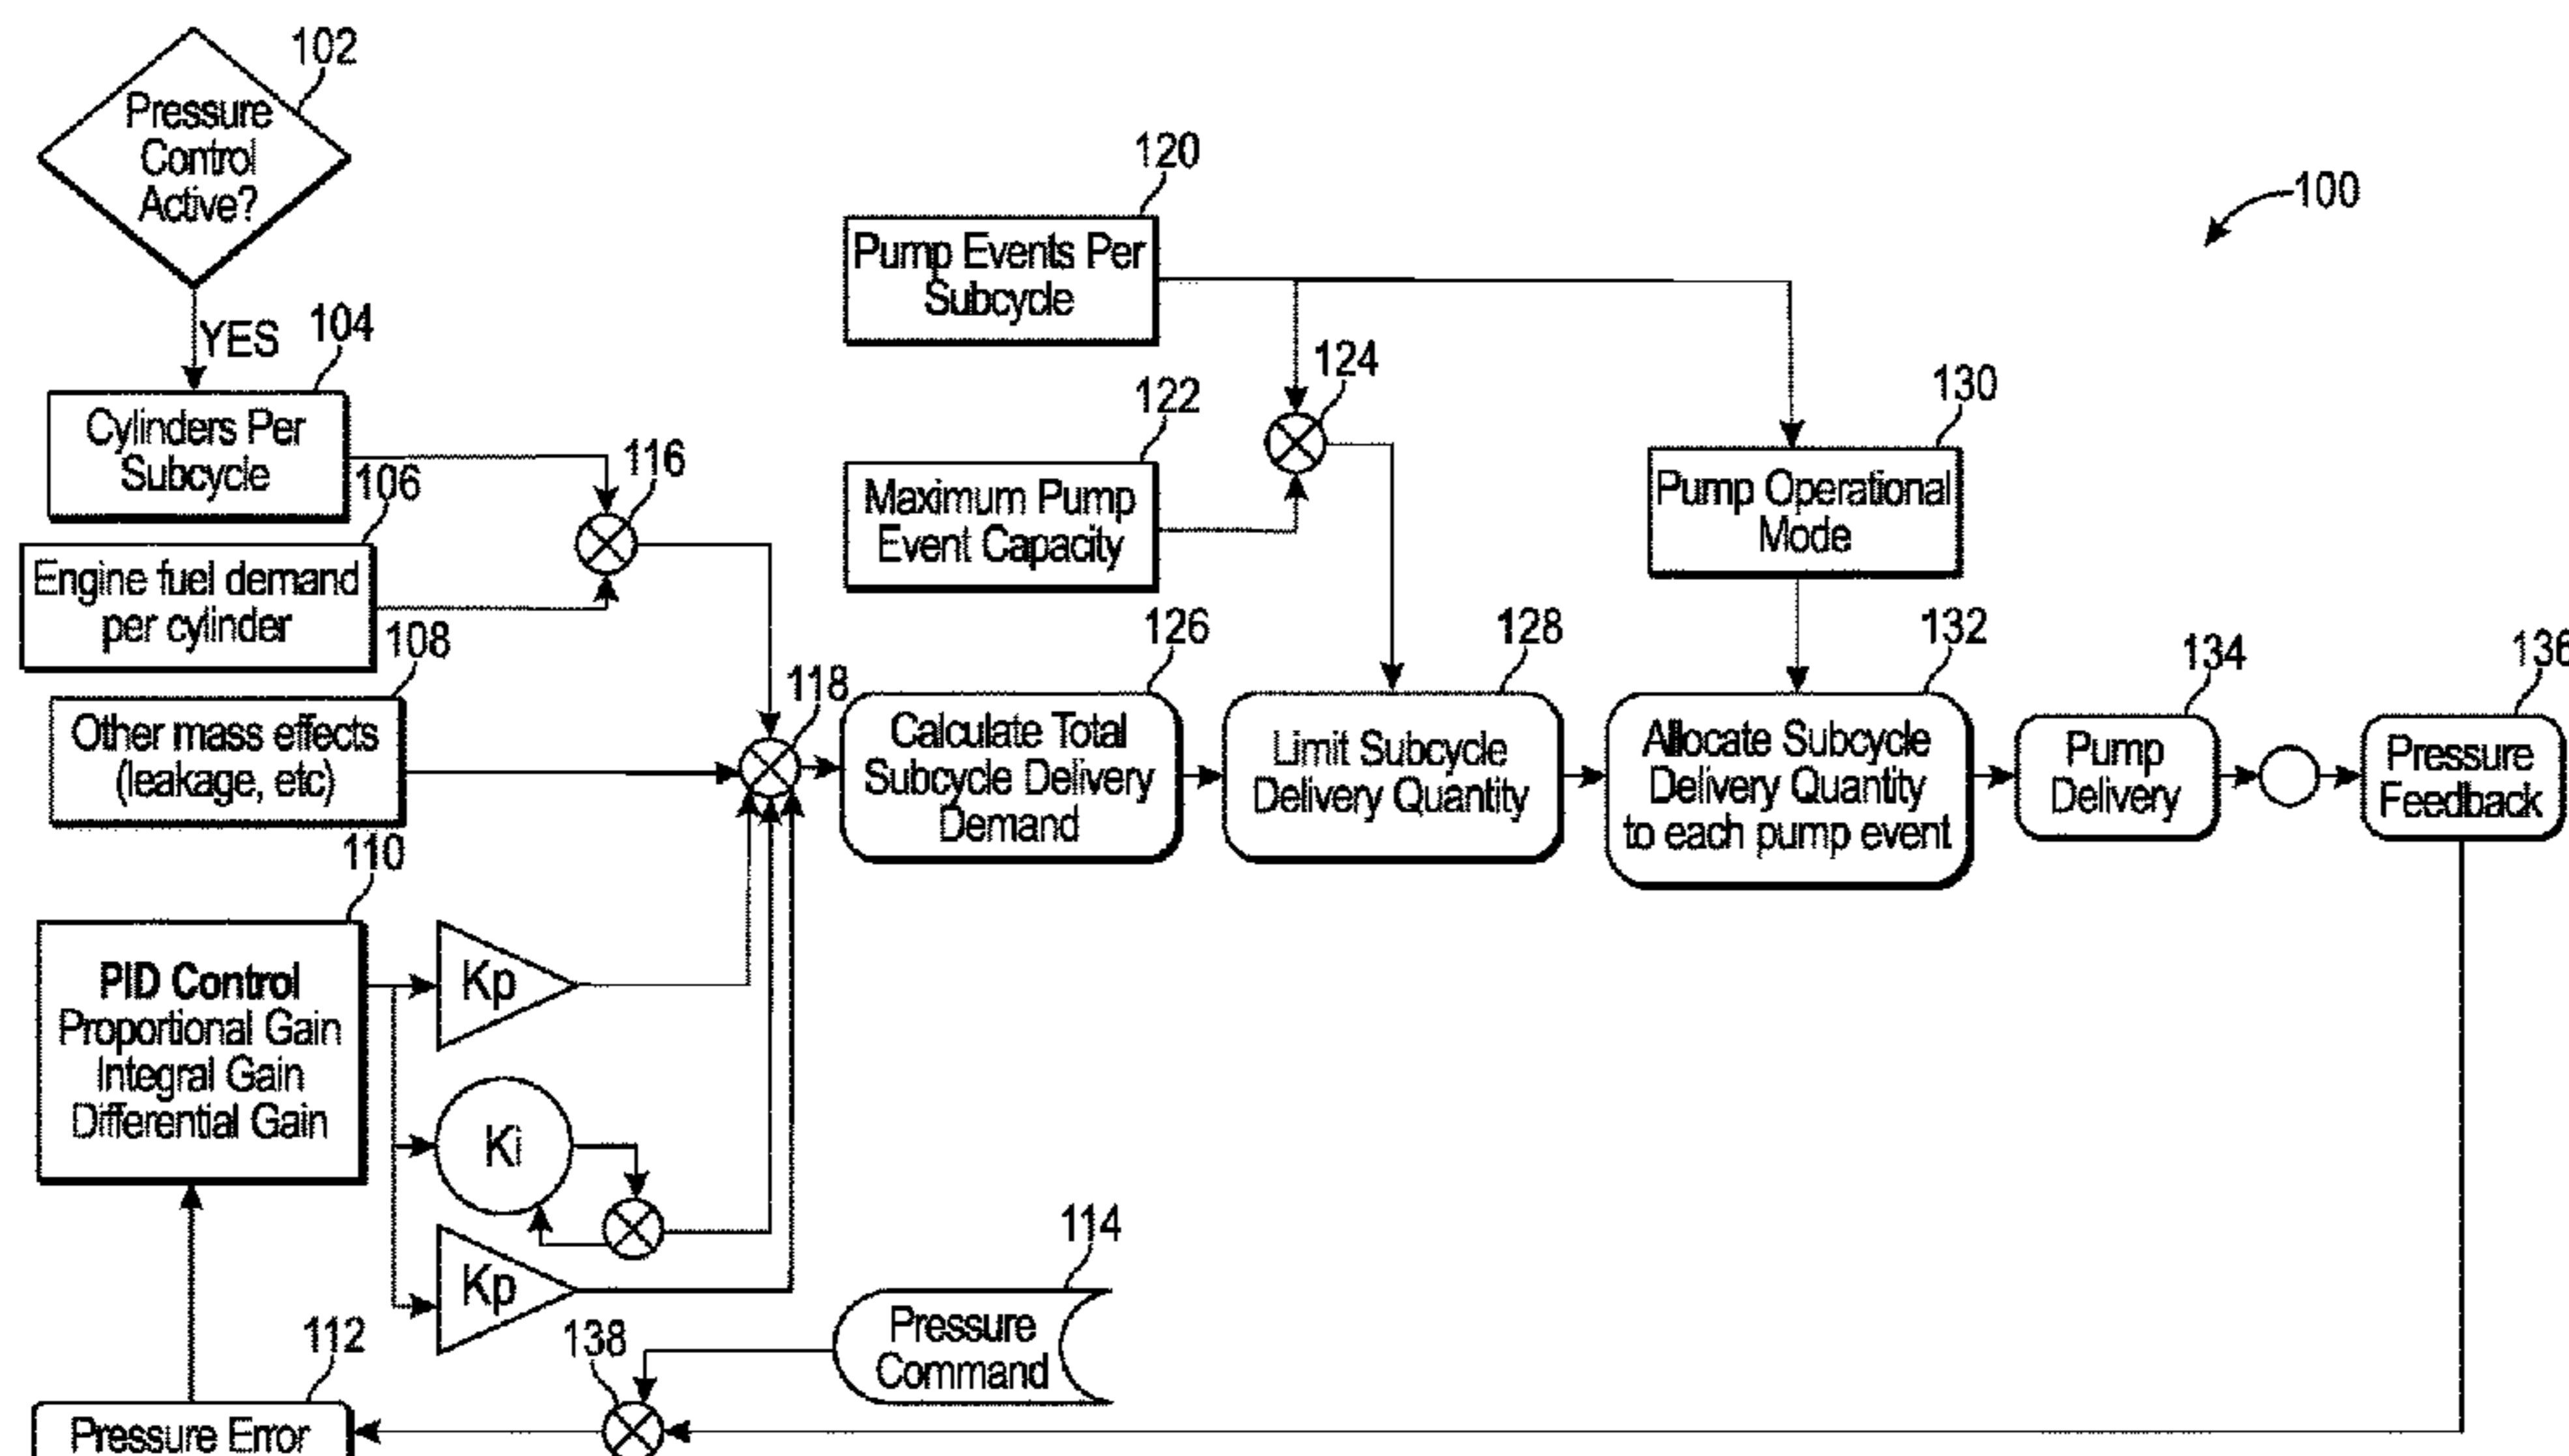 102
Pressure
Control
Active?
YES
104
Cylinders Per
Subcycle
106
Engine fuel demand
per cylinder
108
Other mass effects
(leakage, etc)
110
PID Control
Proportional Gain
Integral Gain
Differential Gain
Kp
Ki
Kp
112
Pressure Error
138
114
Pressure
Command
116
118
120
Pump Events Per
Subcycle
122
Maximum Pump
Event Capacity
124
126
Calculate Total
Subcycle Delivery
Demand
128
Limit Subcycle
Delivery Quantity
130
Pump Operational
Mode
132
Allocate Subcycle
Delivery Quantity
to each pump event
134
Pump
Delivery
136
Pressure
Feedback
100